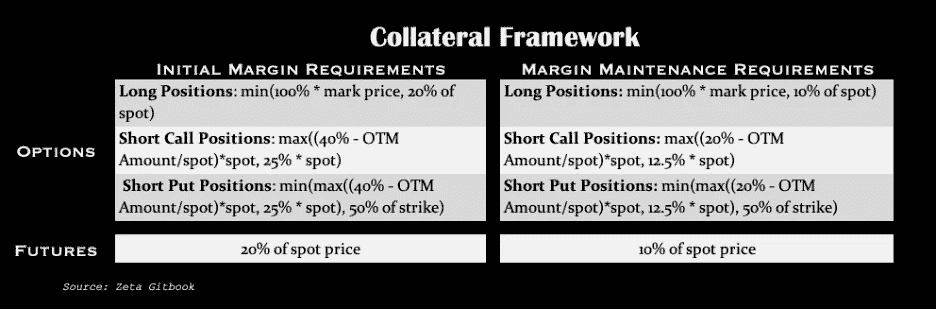 Collateral Framework
INITIAL MARGIN REQUIREMENTS
MARGIN MAINTENANCE REQUIREMENTS
OPTIONS
Long Positions: min(100% * mark price, 20% of
spot)
Long Positions: min(100% * mark price, 10% of spot)
Short Call Positions: max((40% - OTM
Amount/spot)*spot, 25% * spot)
Short Call Positions: max((20% - OTM
Amount/spot)*spot, 12.5% * spot)
Short Put Positions: min(max((40% - OTM
Amount/spot)*spot, 25% * spot), 50% of strike)
Short Put Positions: min(max((20% - OTM
Amount/spot)*spot, 12.5% * spot), 50% of strike)
FUTURES
20% of spot price
10% of spot price
Source: Zeta Gitbook